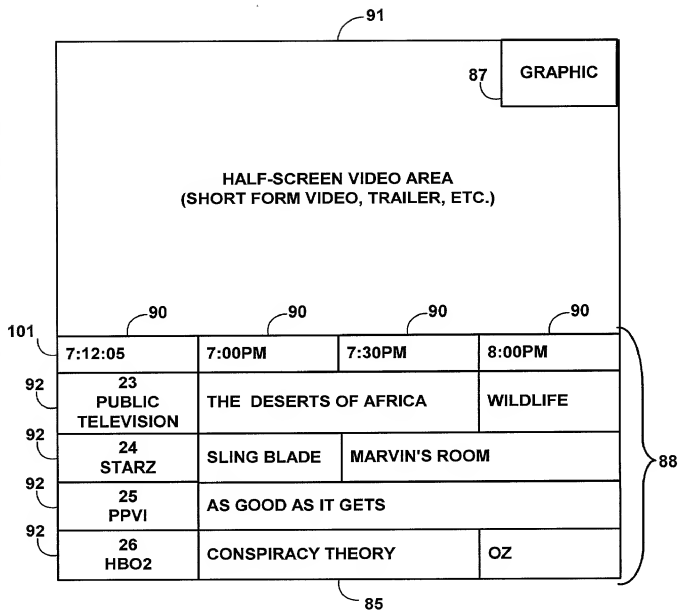 91
87
GRAPHIC
HALF-SCREEN VIDEO AREA
(SHORT FORM VIDEO, TRAILER, ETC.)
90 90 90 90
101
7:12:05 7:00PM 7:30PM 8:00PM
92
23
PUBLIC
TELEVISION
THE DESERTS OF AFRICA
WILDLIFE
92
24
STARZ
SLING BLADE
MARVIN'S ROOM
88
92
25
PPVI
AS GOOD AS IT GETS
92
26
HBO2
CONSPIRACY THEORY
OZ
85